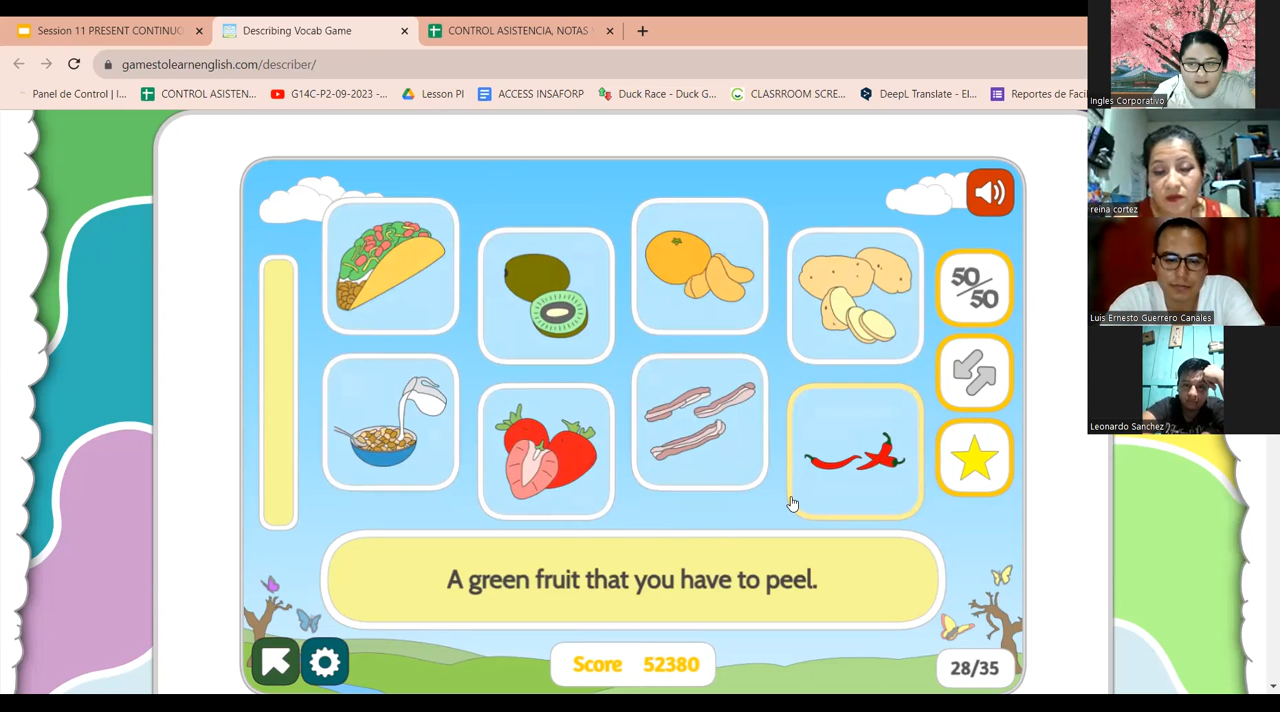 Session 11 PRESENT CONTINUO
Describing Vocab Game
CONTROL ASISTENCIA, NOTAS
gamestolearnenglish.com/describer/
Panel de Control | I...
CONTROL ASISTEN...
G14C-P2-09-2023 -...
Lesson PI
ACCESS INSAFORP
Duck Race - Duck G...
CLASRROOM SCRE...
DeepL Translate - El...
Reportes de Facil
Ingles Corporativo
reina cortez
Luis Ernesto Guerrero Canales
Leonardo Sanchez
50/50
A green fruit that you have to peel.
Score 52380
28/35